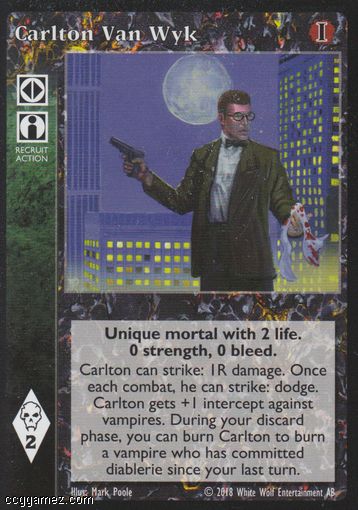 Carlton Van Wyk
I
RECRUIT
ACTION
Unique mortal with 2 life.
0 strength, 0 bleed.
Carlton can strike: 1R damage. Once
each combat, he can strike: dodge.
Carlton gets +1 intercept against
vampires. During your discard
phase, you can burn Carlton to burn
a vampire who has committed
diablerie since your last turn.
2
Illus: Mark Poole © 2018 White Wolf Entertainment AB
ccggamez.com